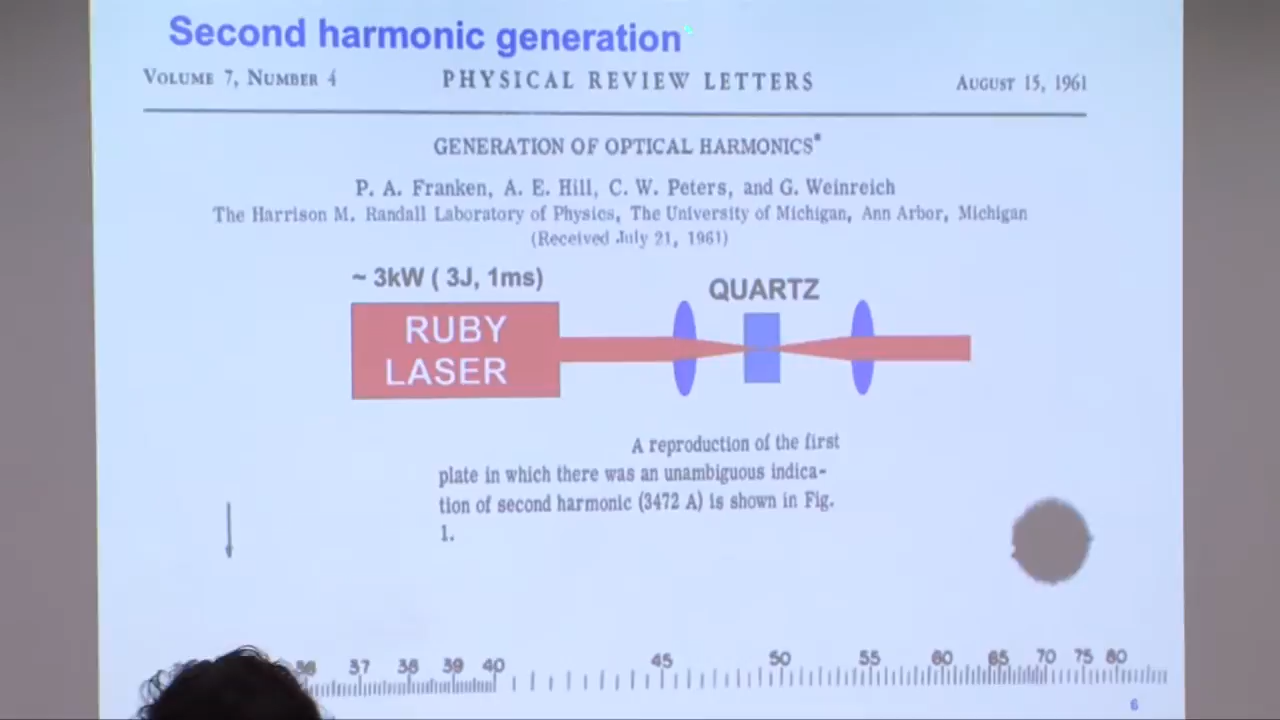 Second harmonic generation
VOLUME 7, NUMBER 4 PHYSICAL REVIEW LETTERS AUGUST 15, 1961
GENERATION OF OPTICAL HARMONICS*
P. A. Franken, A. E. Hill, C. W. Peters, and G. Weinreich
The Harrison M. Randall Laboratory of Physics, The University of Michigan, Ann Arbor, Michigan
(Received July 21, 1961)
~ 3kW ( 3J, 1ms)
QUARTZ
RUBY
LASER
A reproduction of the first
plate in which there was an unambiguous indica-
tion of second harmonic (3472 A) is shown in Fig.
1.
36 37 38 39 40 45 50 55 60 65 70 75 80
6